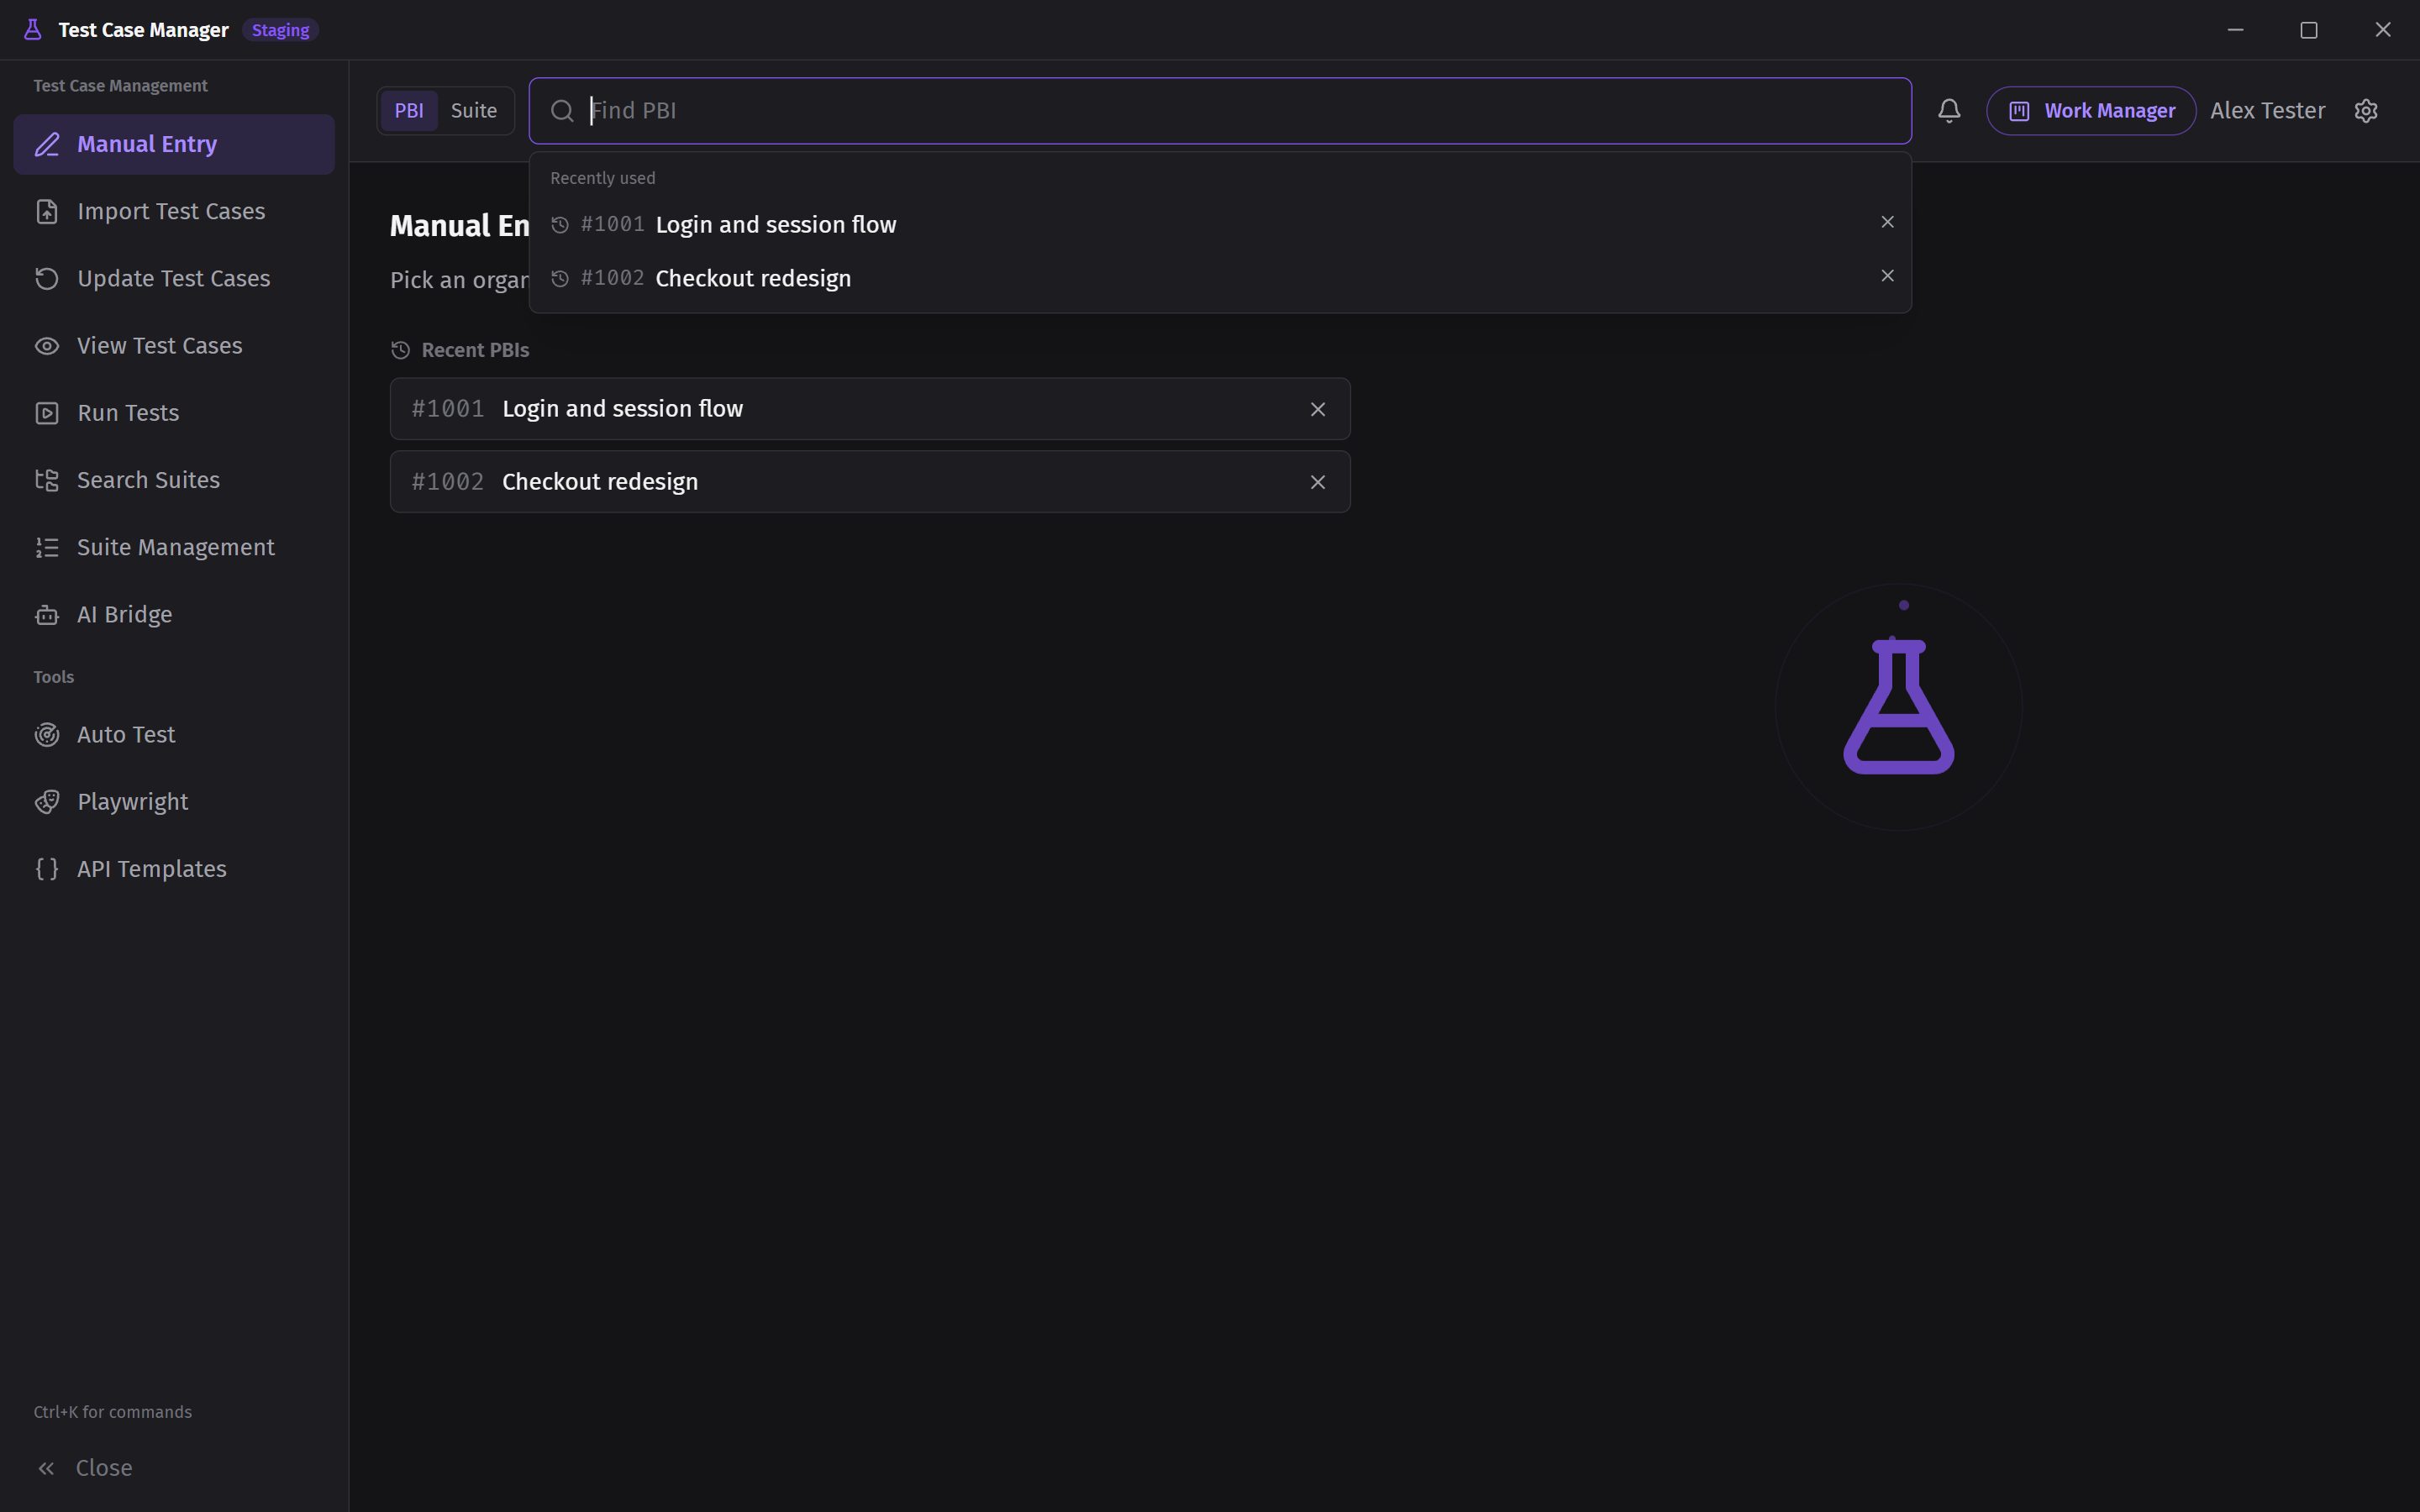 Test Case Manager Staging
Test Case Management
Manual Entry
Import Test Cases
Update Test Cases
View Test Cases
Run Tests
Search Suites
Suite Management
AI Bridge
Tools
Auto Test
Playwright
API Templates
Ctrl+K for commands
Close
PBI Suite Find PBI Work Manager Alex Tester
Recently used
#1001 Login and session flow
#1002 Checkout redesign
Manual En
Pick an organ
Recent PBIs
#1001 Login and session flow
#1002 Checkout redesign